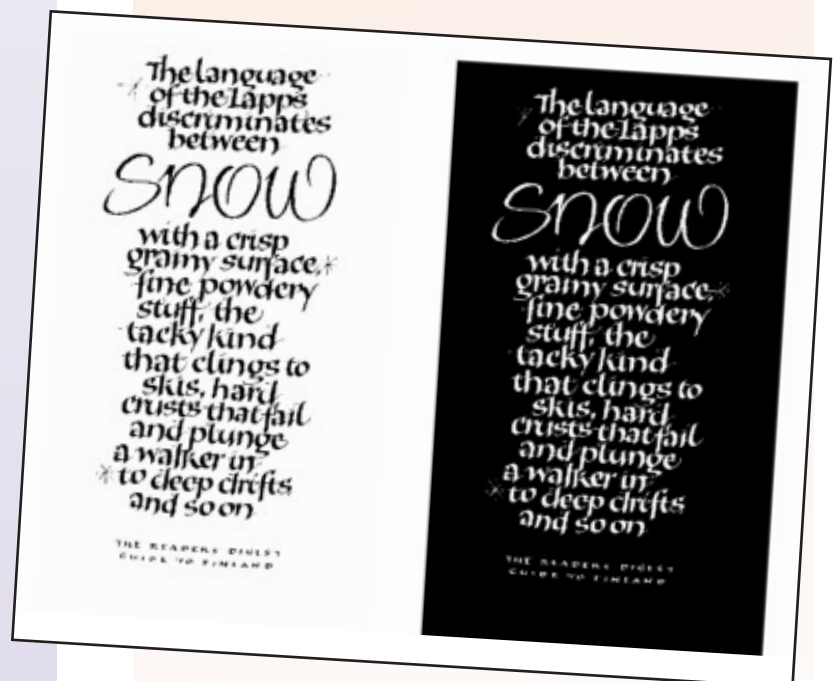 The language
of the Lapps
discriminates
between
Snow
with a crisp
grainy surface,
fine powdery
stuff, the
tacky kind
that clings to
skis, hard
crusts that fail
and plunge
a walker in
to deep drifts
and so on
THE READERS DIGEST
GUIDE TO FINLAND
The language
of the Lapps
discriminates
between
Snow
with a crisp
grainy surface,
fine powdery
stuff, the
tacky kind
that clings to
skis, hard
crusts that fail
and plunge
a walker in
to deep drifts
and so on
THE READERS DIGEST
GUIDE TO FINLAND